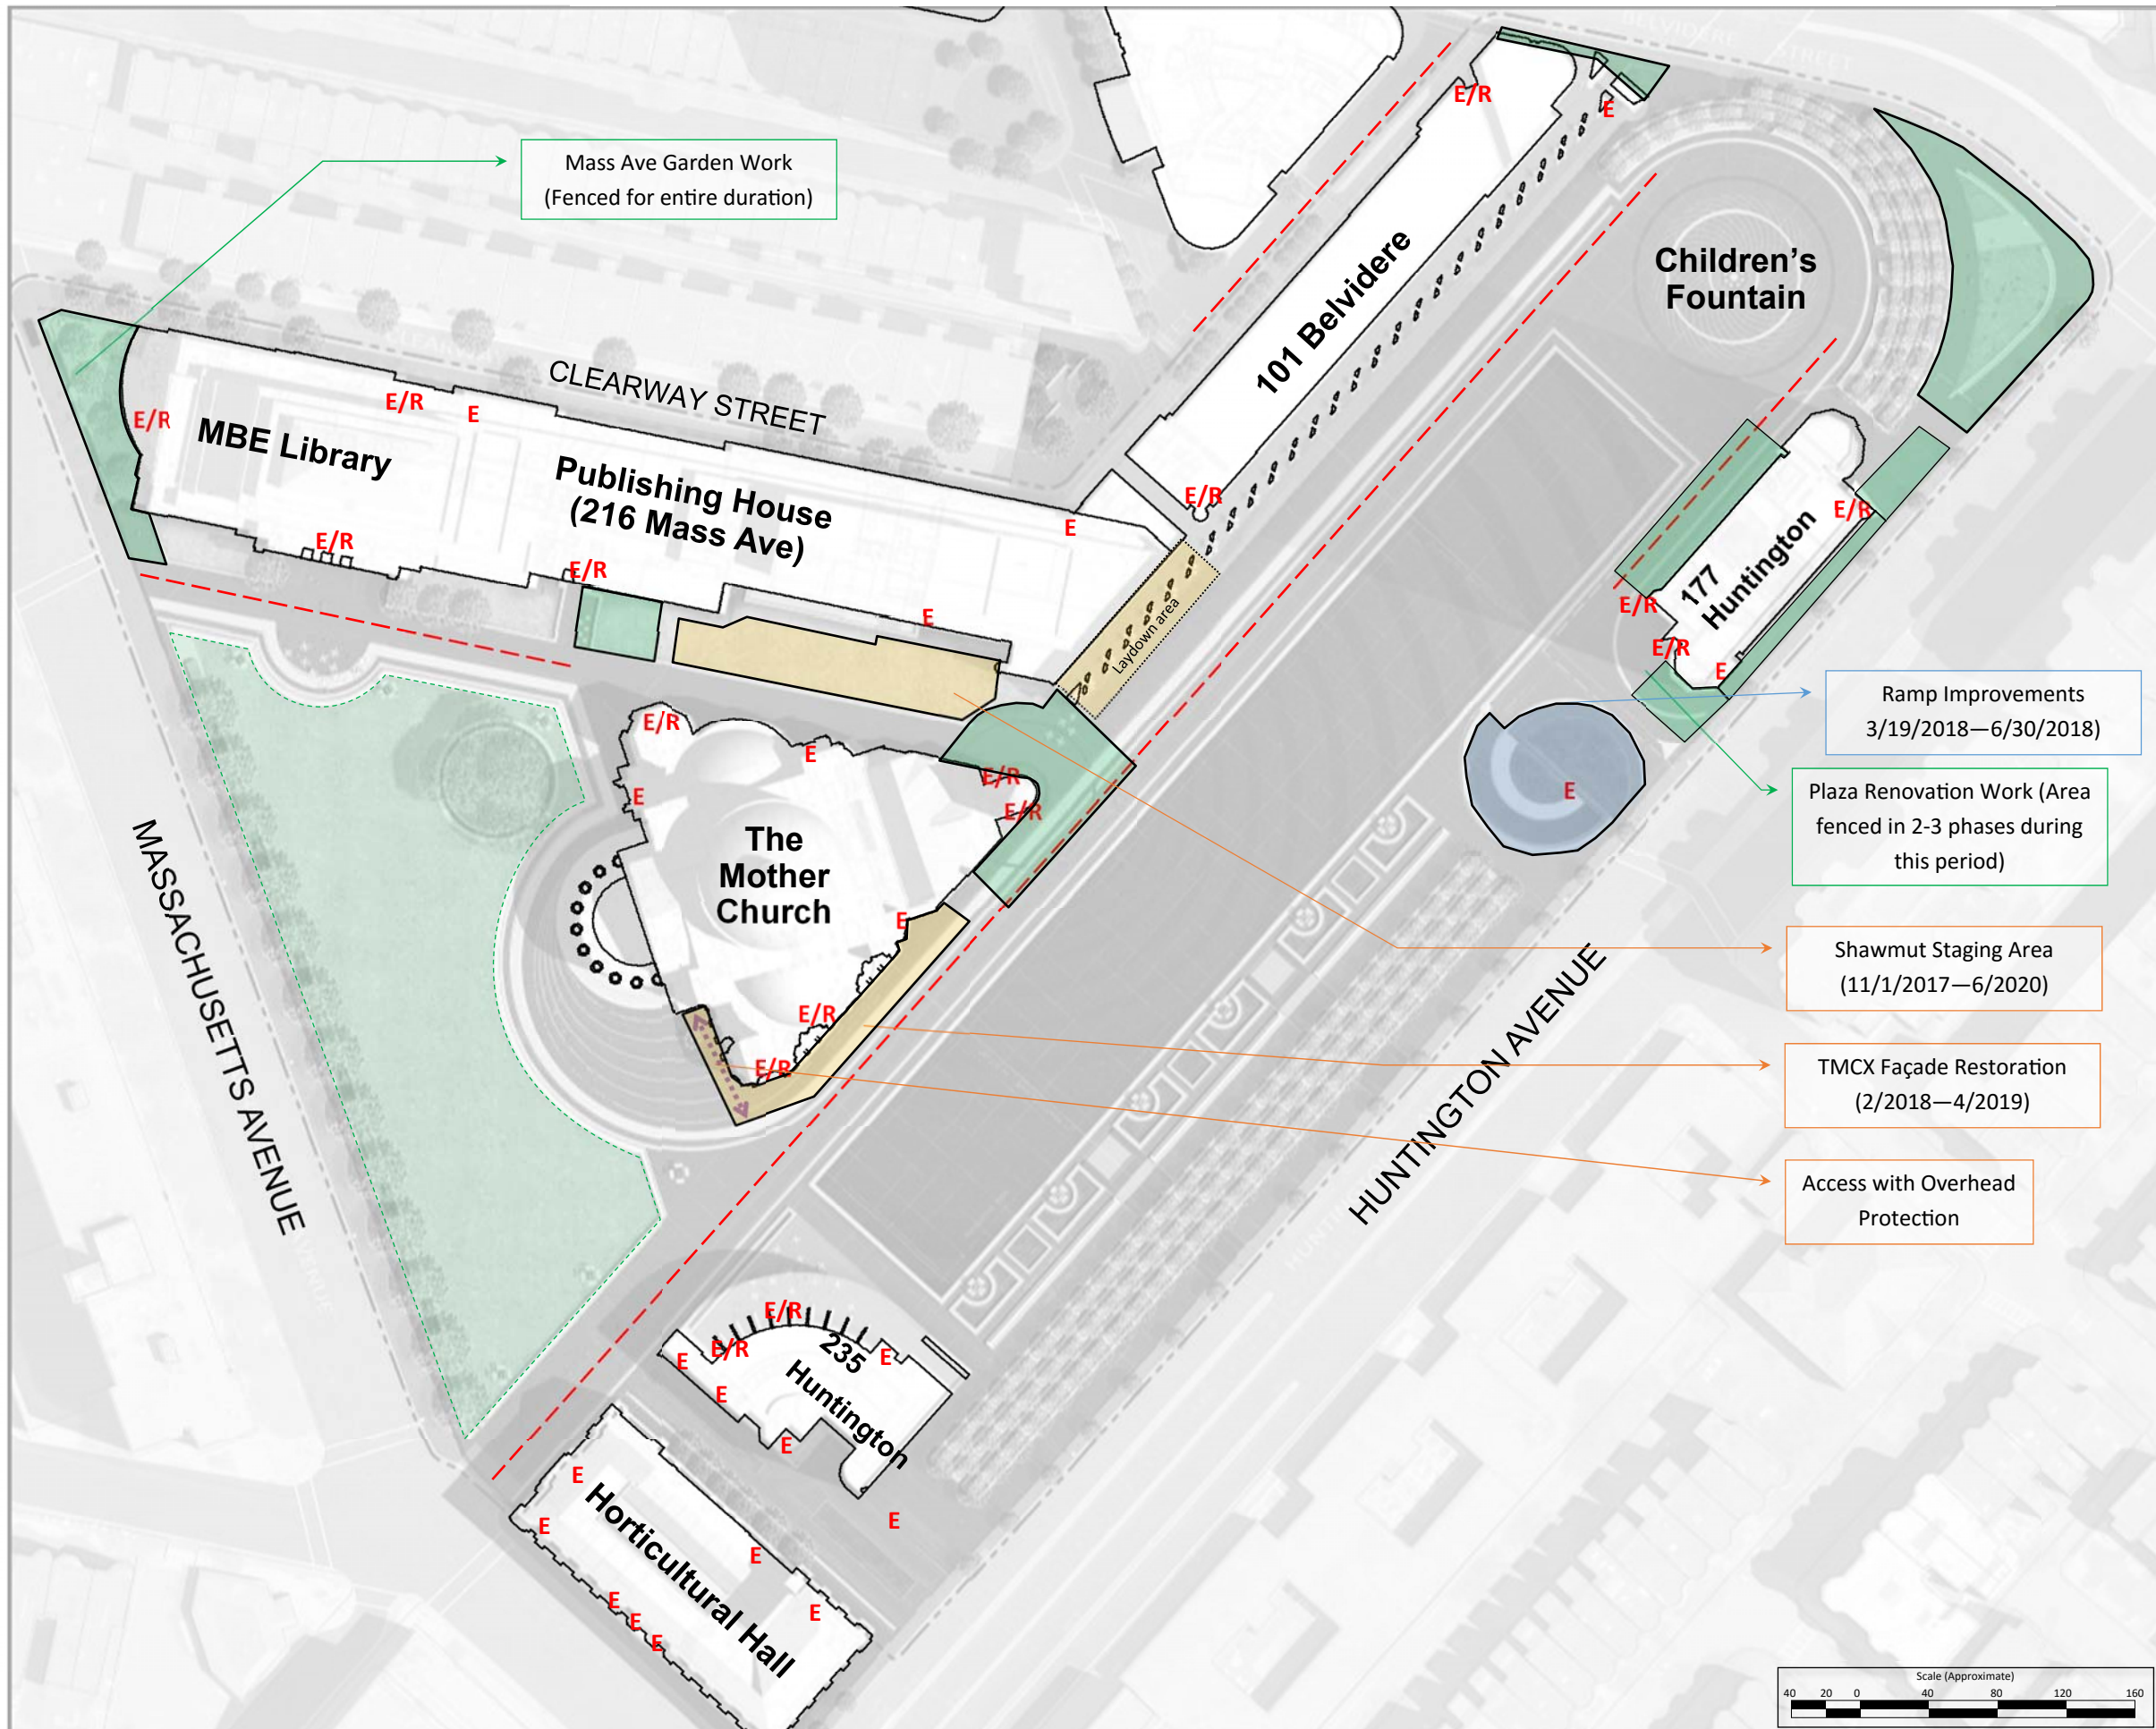 BELVIDERE STREET
E/R
E
Mass Ave Garden Work
(Fenced for entire duration)
Children's
Fountain
101 Belvidere
CLEARWAY STREET
E/R
E/R
E
MBE Library
Publishing House
(216 Mass Ave)
E/R
E
E/R
E/R
E/R
E
Laydown area
177
Huntington
E/R
E/R
E
Ramp Improvements
3/19/2018—6/30/2018)
E/R
E
E
E/R
E/R
E
Plaza Renovation Work (Area
fenced in 2-3 phases during
this period)
The
Mother
Church
MASSACHUSETTS AVENUE
E
Shawmut Staging Area
(11/1/2017—6/2020)
HUNTINGTON AVENUE
E/R
E/R
TMCX Façade Restoration
(2/2018—4/2019)
Access with Overhead
Protection
E/R
E/R
E
E
E
E
235
Huntington
E
E
E
E
E
E
E
E
Horticultural Hall
Scale (Approximate)
40 20 0 40 80 120 160